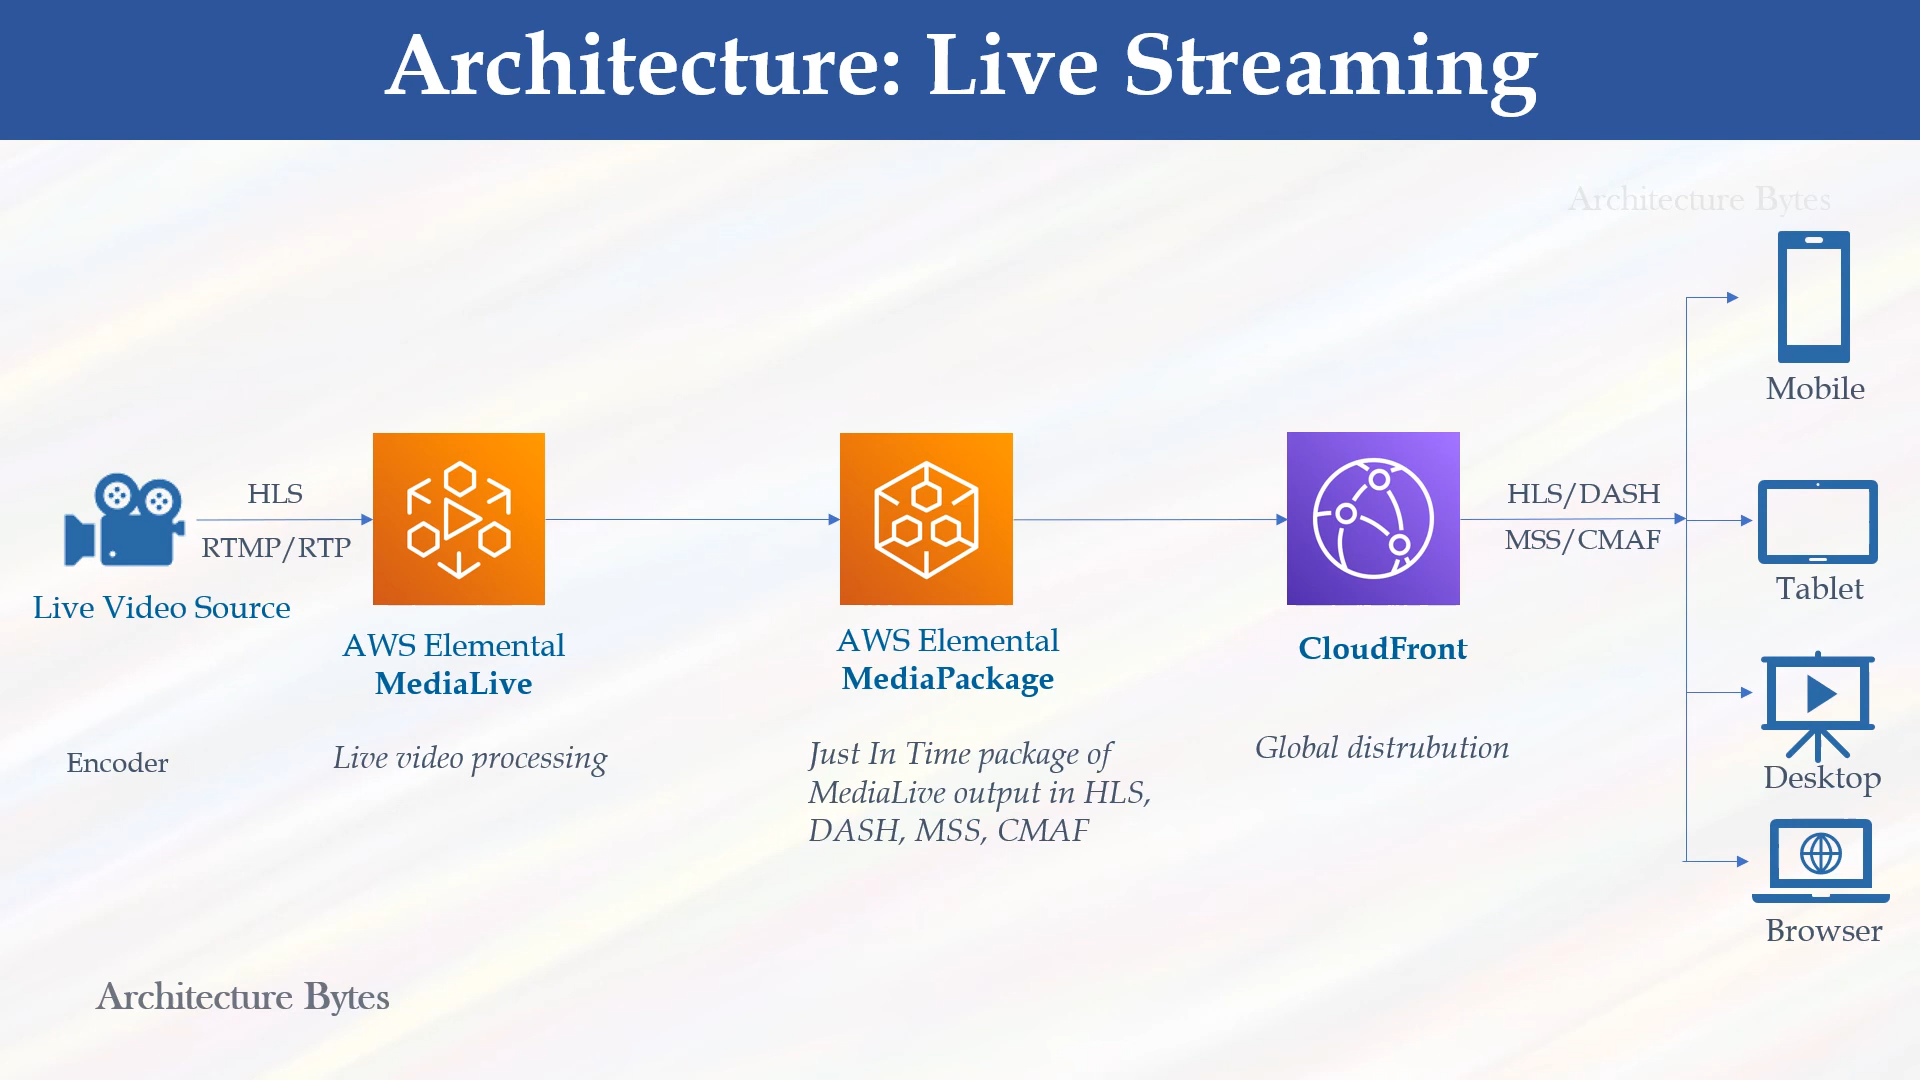 Architecture: Live Streaming
Architecture Bytes
HLS
RTMP/RTP
Live Video Source
Encoder
AWS Elemental
MediaLive
Live video processing
AWS Elemental
MediaPackage
Just In Time package of
MediaLive output in HLS,
DASH, MSS, CMAF
CloudFront
Global distrubution
HLS/DASH
MSS/CMAF
Mobile
Tablet
Desktop
Browser
Architecture Bytes